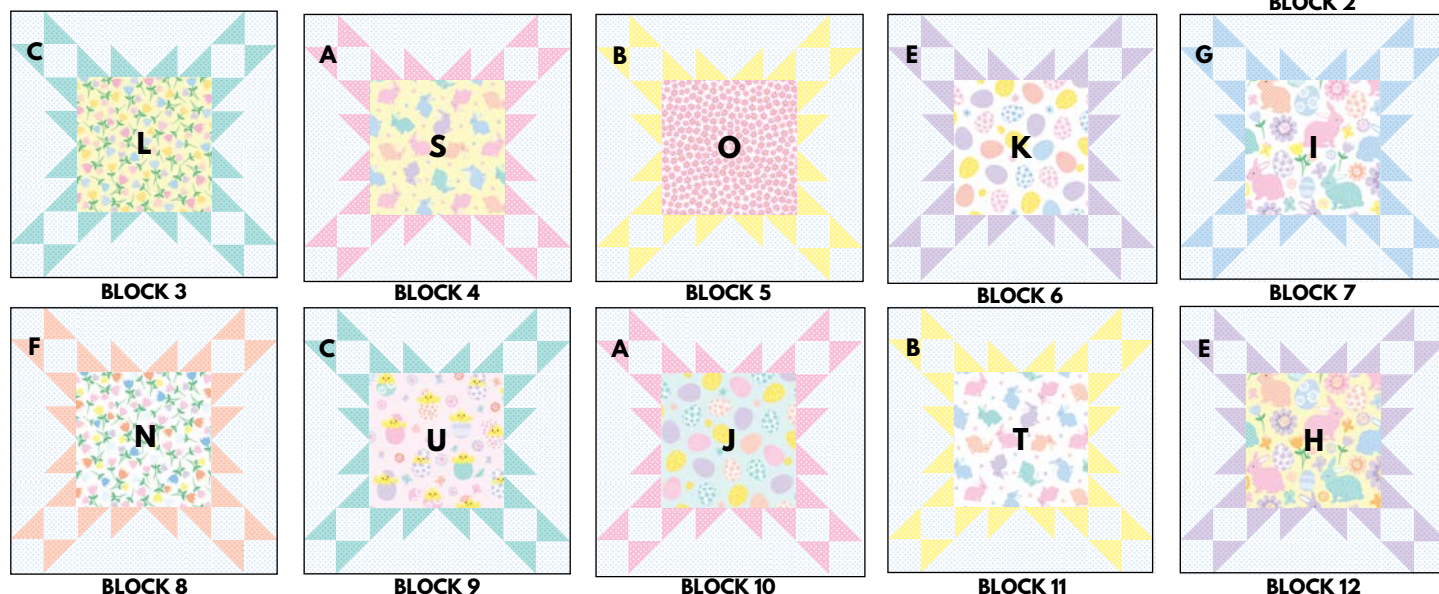 BLOCK 2
C A B E G
L S O K I
BLOCK 3 BLOCK 4 BLOCK 5 BLOCK 6 BLOCK 7
F C A B E
N U J T H
BLOCK 8 BLOCK 9 BLOCK 10 BLOCK 11 BLOCK 12